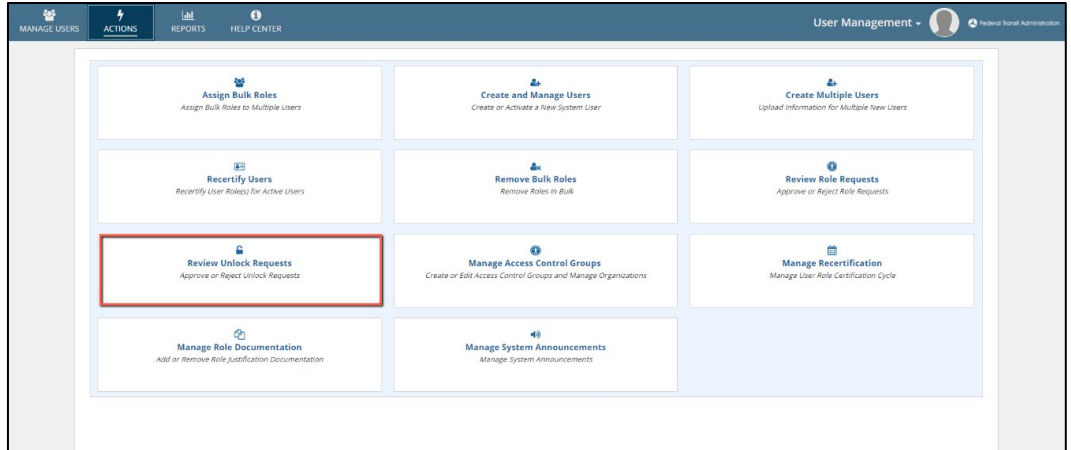 MANAGE USERS
ACTIONS
REPORTS
HELP CENTER
User Management
Federal Transit Administration
Assign Bulk Roles
Assign Bulk Roles to Multiple Users
Create and Manage Users
Create or Activate a New System User
Create Multiple Users
Upload Information for Multiple New Users
Recertify Users
Recertify User Role(s) for Active Users
Remove Bulk Roles
Remove Roles in Bulk
Review Role Requests
Approve or Reject Role Requests
Review Unlock Requests
Approve or Reject Unlock Requests
Manage Access Control Groups
Create or Edit Access Control Groups and Manage Organizations
Manage Recertification
Manage User Role Certification Cycle
Manage Role Documentation
Add or Remove Role Justification Documentation
Manage System Announcements
Manage System Announcements